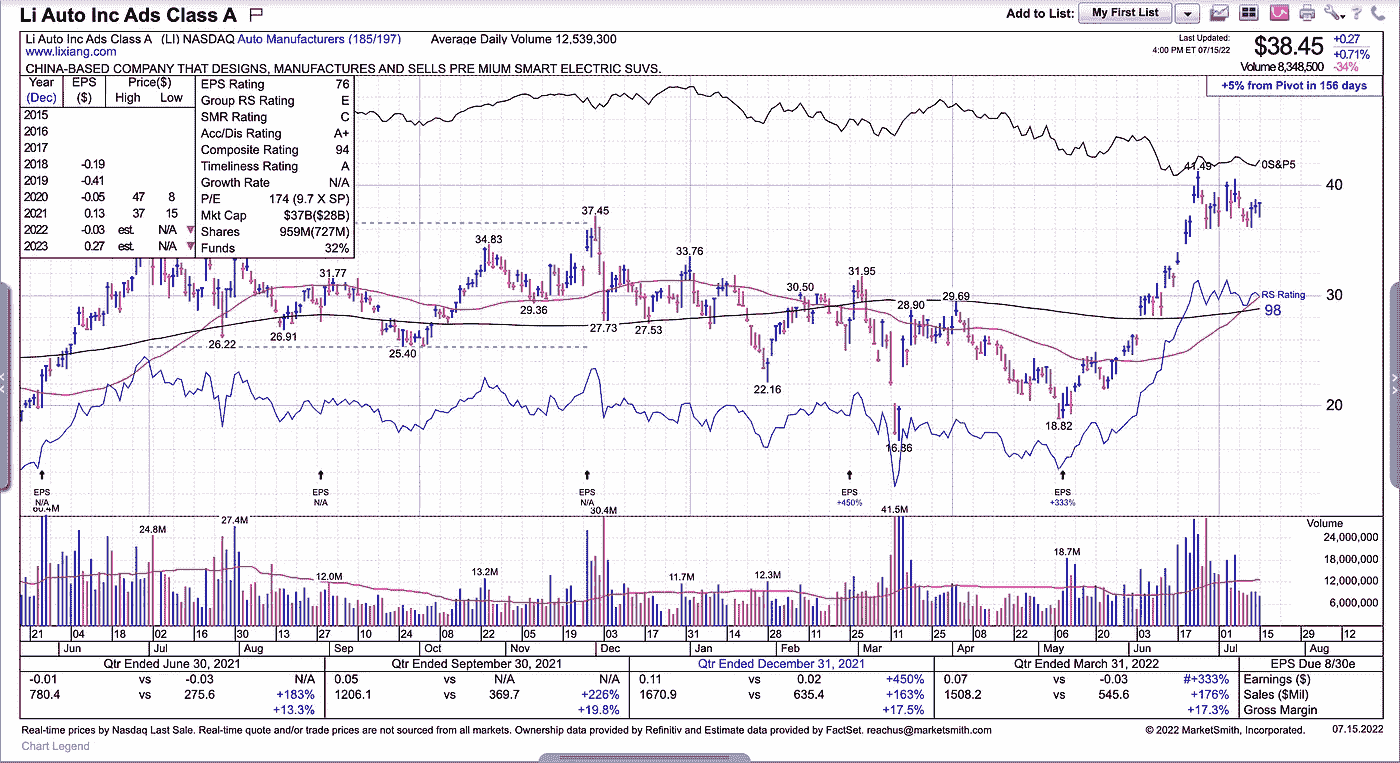 Li Auto Inc Ads Class A
Add to List: My First List
Li Auto Inc Ads Class A (LI) NASDAQ Auto Manufacturers (185/197) Average Daily Volume 12,539,300
www.lixiang.com
CHINA-BASED COMPANY THAT DESIGNS, MANUFACTURES AND SELLS PRE MIUM SMART ELECTRIC SUVS.
Last Updated:
4:00 PM ET 07/15/22
$38.45 +0.27
+0.71%
Volume 8,348,500 -34%
+5% from Pivot in 156 days
Year EPS Price($)
(Dec) ($) High Low
2015
2016
2017
2018 -0.19
2019 -0.41
2020 -0.05 47 8
2021 0.13 37 15
2022 -0.03 est. N/A
2023 0.27 est. N/A
EPS Rating 76
Group RS Rating E
SMR Rating C
Acc/Dis Rating A+
Composite Rating 94
Timeliness Rating A
Growth Rate N/A
P/E 174 (9.7 X SP)
Mkt Cap $37B($28B)
Shares 959M(727M)
Funds 32%
0S&P5
41.49
40
37.45
34.83
33.76
31.77
31.95
30.50
29.36
28.90
29.69
30
RS Rating
98
27.73
27.53
26.91
26.22
25.40
22.16
20
18.82
16.86
EPS
N/A
EPS
N/A
EPS
N/A
EPS
+450%
EPS
+333%
60.4M
24.8M
27.4M
12.0M
13.2M
30.4M
11.7M
12.3M
41.5M
18.7M
Volume
24,000,000
18,000,000
12,000,000
6,000,000
21 04 18 02 16 30 13 27 10 24 08 22 05 19 03 17 31 14 28 11 25 11 25 08 22 06 20 03 17 01 15 29 12
Jun Jul Aug Sep Oct Nov Dec Jan Feb Mar Apr May Jun Jul Aug
Qtr Ended June 30, 2021 Qtr Ended September 30, 2021 Qtr Ended December 31, 2021 Qtr Ended March 31, 2022 EPS Due 8/30e
-0.01 vs -0.03 N/A 0.05 vs N/A N/A 0.11 vs 0.02 +450% 0.07 vs -0.03 #+333% Earnings ($)
780.4 vs 275.6 +183% 1206.1 vs 369.7 +226% 1670.9 vs 635.4 +163% 1508.2 vs 545.6 +176% Sales ($Mil)
+13.3% +19.8% +17.5% +17.3% Gross Margin
Real-time prices by Nasdaq Last Sale. Real-time quote and/or trade prices are not sourced from all markets. Ownership data provided by Refinitiv and Estimate data provided by FactSet. reachus@marketsmith.com © 2022 MarketSmith, Incorporated. 07.15.2022
Chart Legend